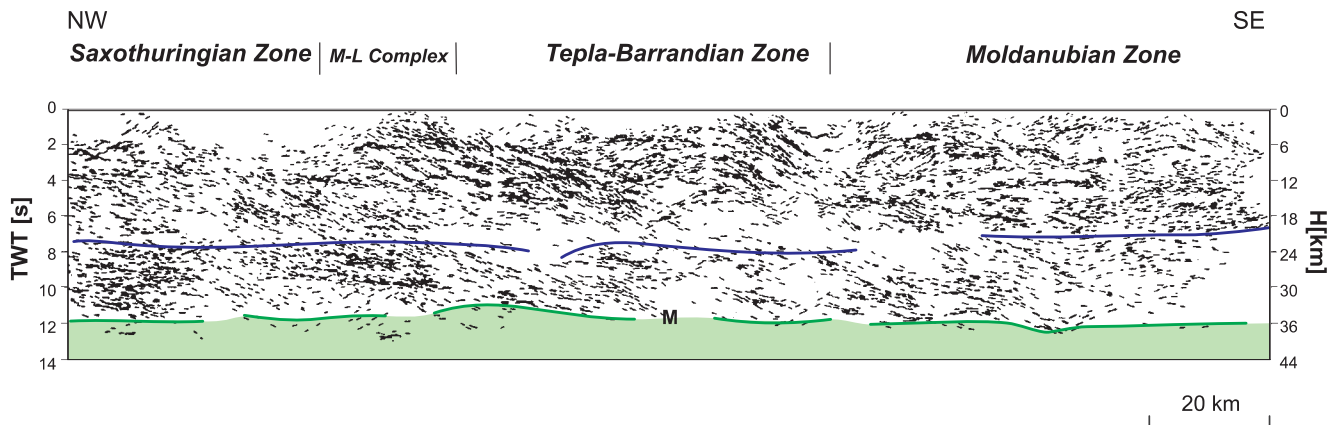 NW SE
Saxothuringian Zone M-L Complex Tepla-Barrandian Zone Moldanubian Zone
0 0
2 6
4 12
6 18
8 24
10 30
12 36
14 44
TWT [s]
H[km]
M
20 km